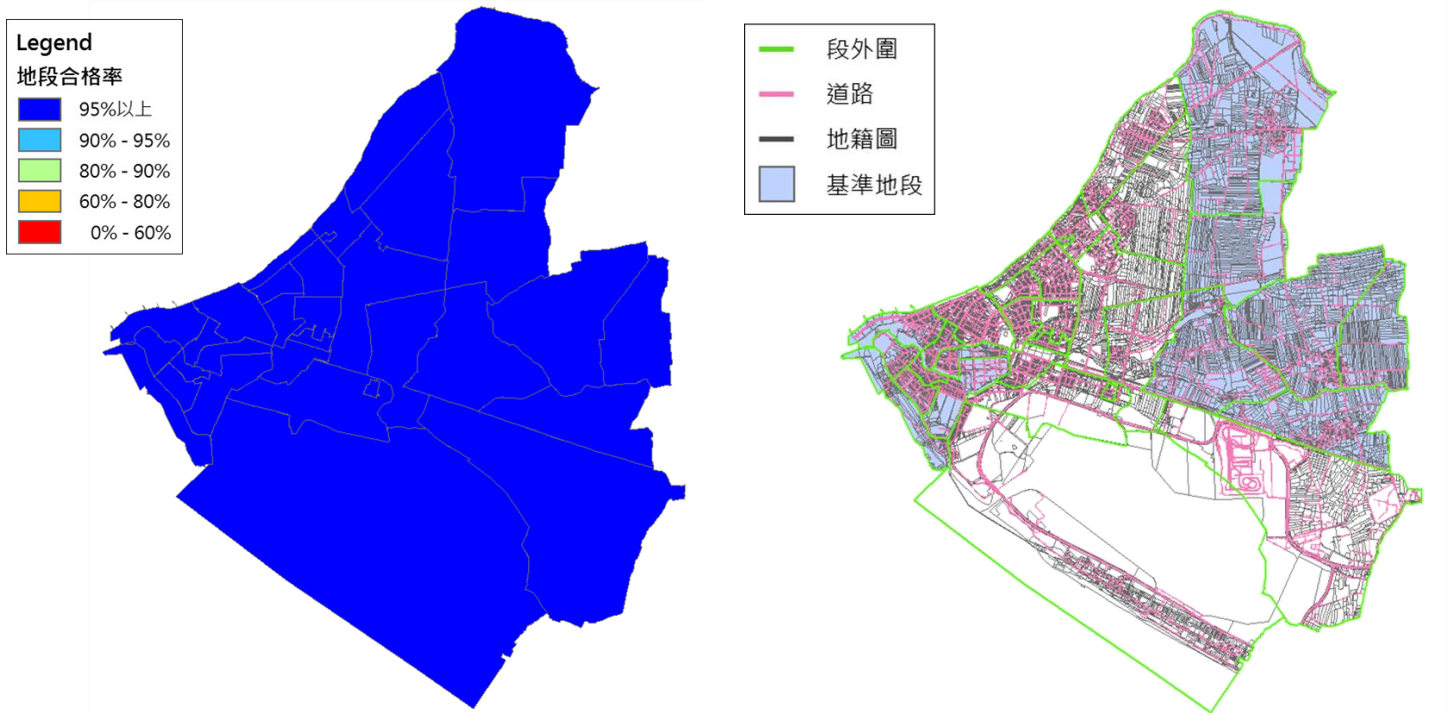 Legend
地段合格率
95%以上
90% - 95%
80% - 90%
60% - 80%
0% - 60%
段外圍
道路
地籍圖
基準地段